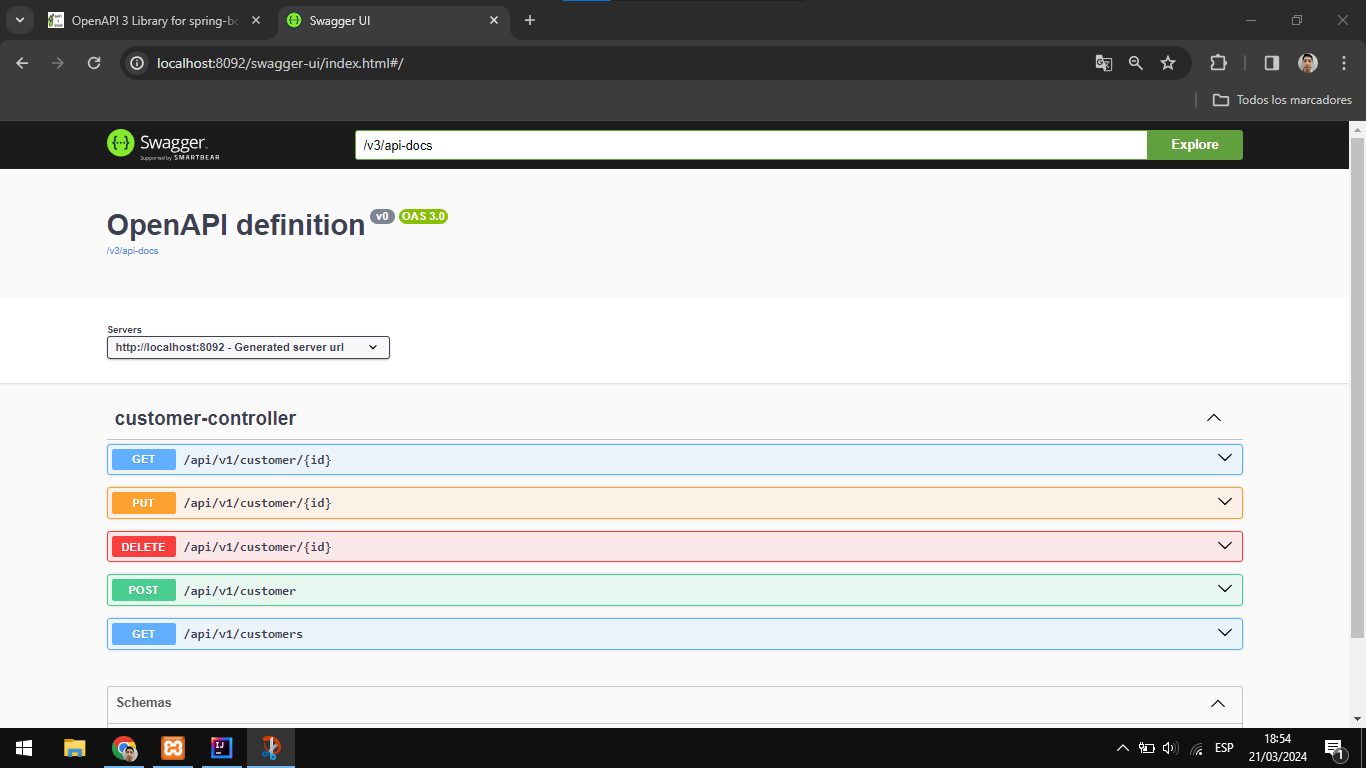 OpenAPI 3 Library for spring-bo
Swagger UI
localhost:8092/swagger-ui/index.html#/
Todos los marcadores
Swagger.
Supported by SMARTBEAR
/v3/api-docs
Explore
OpenAPI definition v0 OAS 3.0
/v3/api-docs
Servers
http://localhost:8092 - Generated server url
customer-controller
GET /api/v1/customer/{id}
PUT /api/v1/customer/{id}
DELETE /api/v1/customer/{id}
POST /api/v1/customer
GET /api/v1/customers
Schemas
ESP
18:54
21/03/2024
1